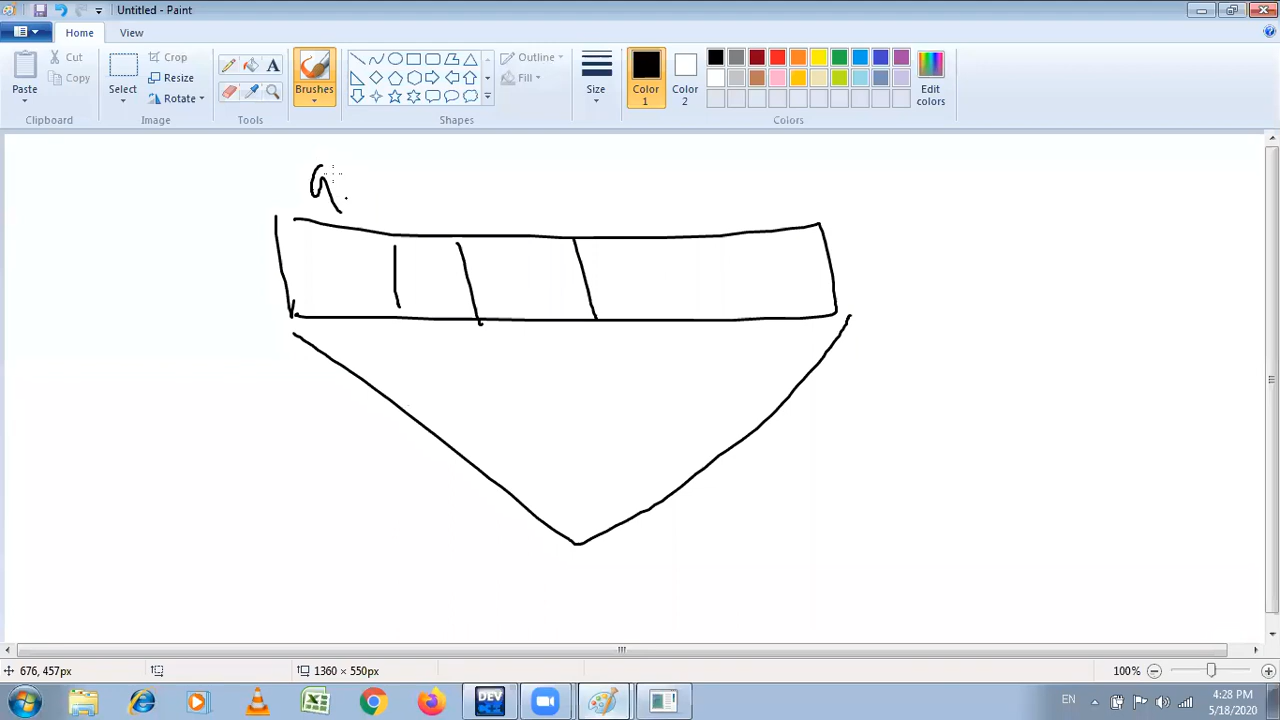 Untitled - Paint
Home View
Paste
Cut
Copy
Clipboard
Select
Crop
Resize
Rotate
Image
A
Tools
Brushes
Shapes
Outline
Fill
Size
Color 1
Color 2
Edit colors
Colors
a
676, 457px
1360 × 550px
100%
DEV
EN
4:28 PM
5/18/2020